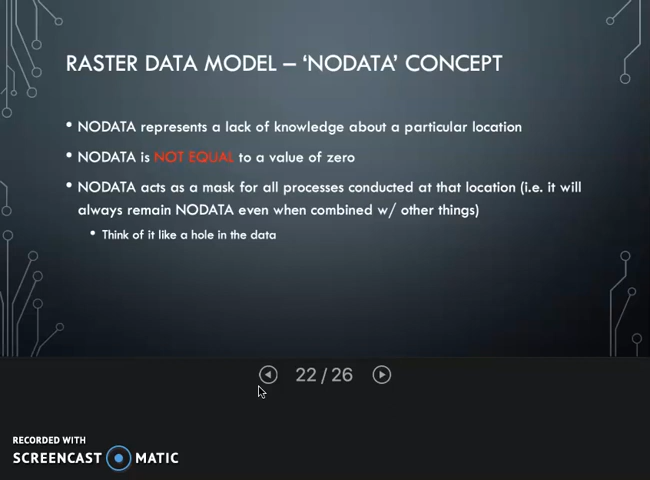 RASTER DATA MODEL – ‘NODATA’ CONCEPT
• NODATA represents a lack of knowledge about a particular location
• NODATA is NOT EQUAL to a value of zero
• NODATA acts as a mask for all processes conducted at that location (i.e. it will
always remain NODATA even when combined w/ other things)
• Think of it like a hole in the data
22 / 26
RECORDED WITH
SCREENCAST MATIC